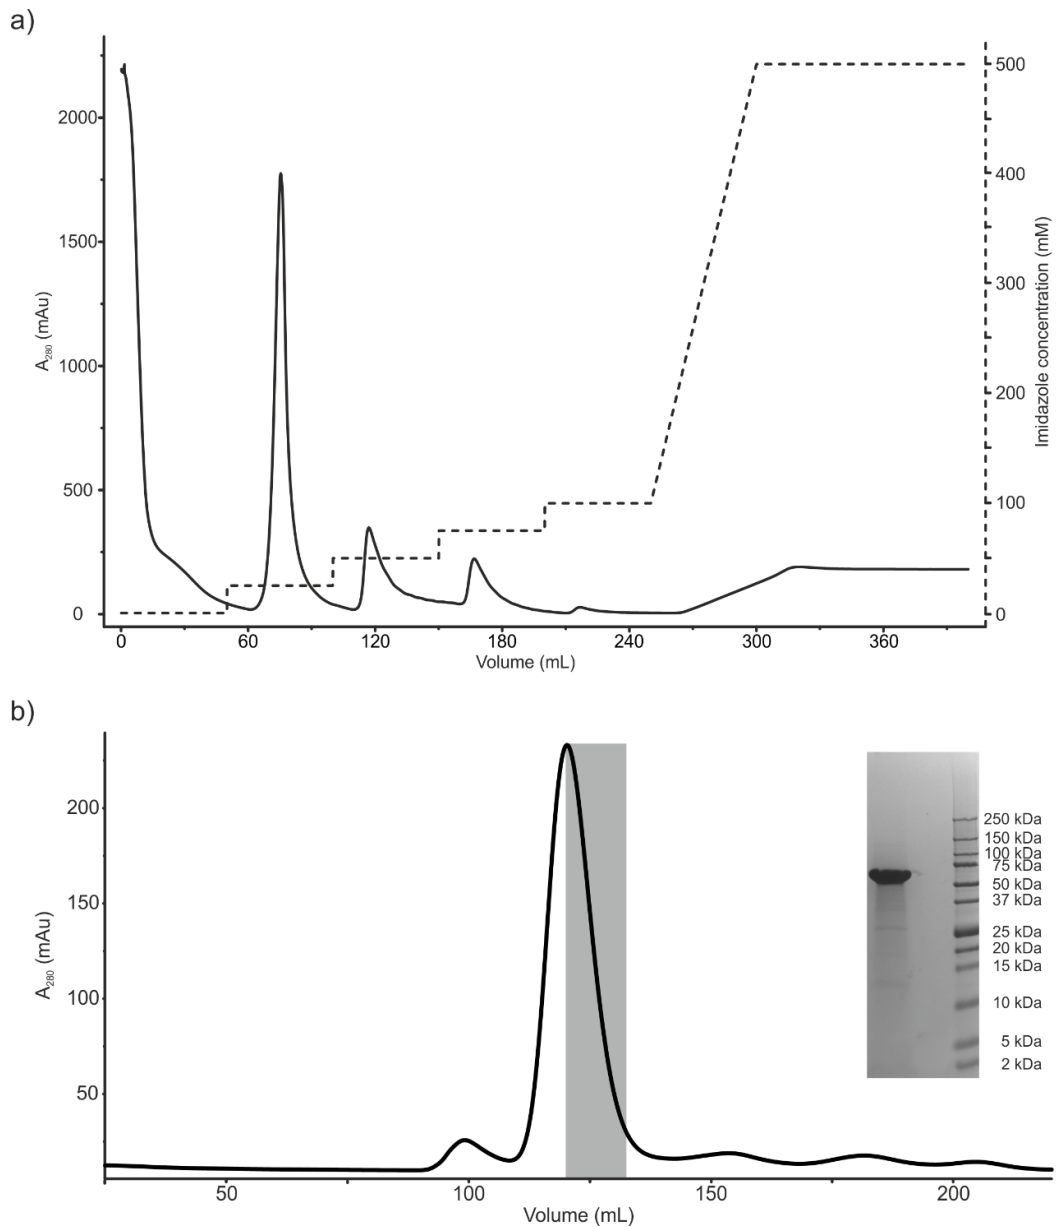 a)
2000
1500
1000
500
0
A280 (mAu)
500
400
300
200
100
0
Imidazole concentration (mM)
0 60 120 180 240 300 360
Volume (mL)
b)
200
150
100
50
A280 (mAu)
250 kDa
150 kDa
100 kDa
75 kDa
50 kDa
37 kDa
25 kDa
20 kDa
15 kDa
10 kDa
5 kDa
2 kDa
50 100 150 200
Volume (mL)